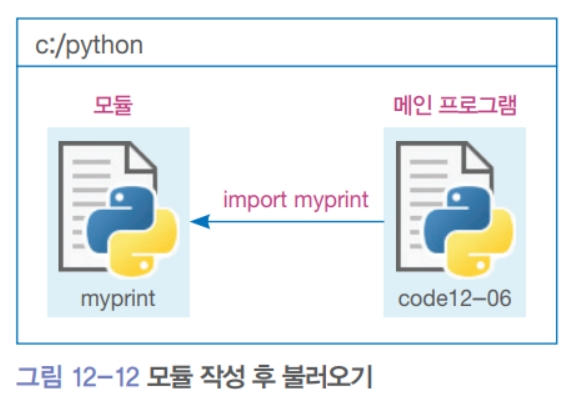 c:/python
모듈
메인 프로그램
import myprint
myprint
code12–06
그림 12–12 모듈 작성 후 불러오기